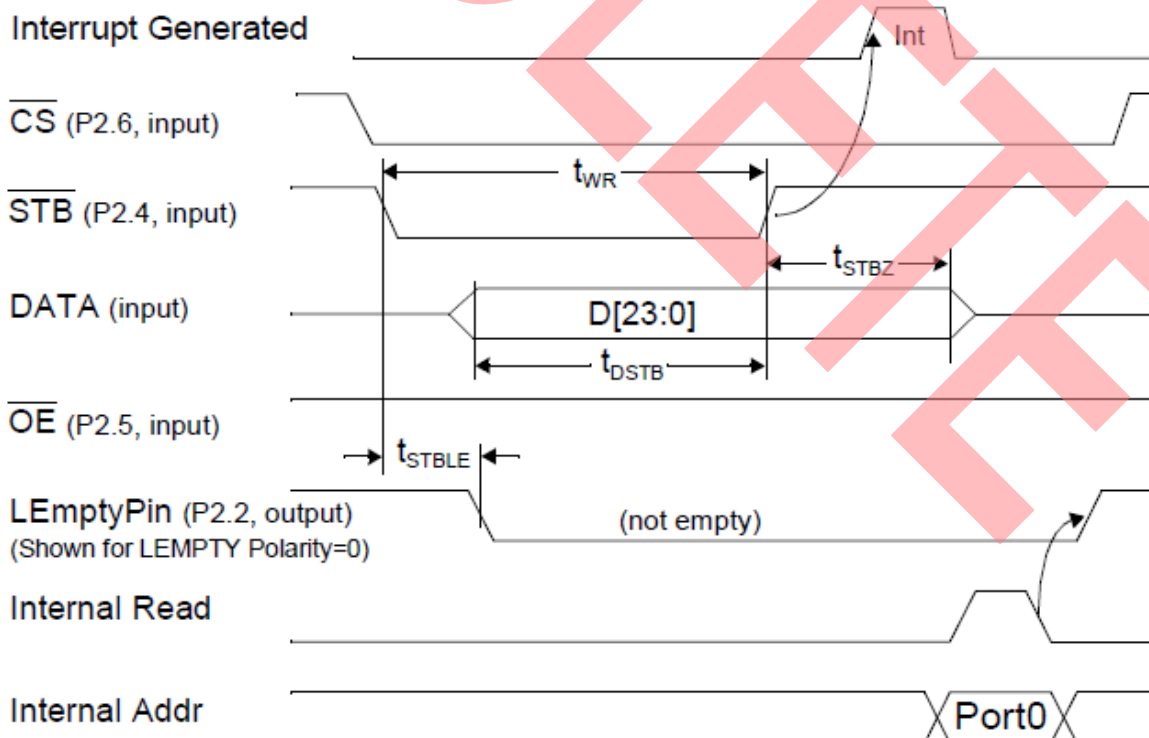 Interrupt Generated
Int
CS (P2.6, input)
tWR
STB (P2.4, input)
tSTBZ
DATA (input)
D[23:0]
tDSTB
OE (P2.5, input)
tSTBLE
LEmptyPin (P2.2, output)
(not empty)
(Shown for LEMPTY Polarity=0)
Internal Read
Internal Addr
Port0